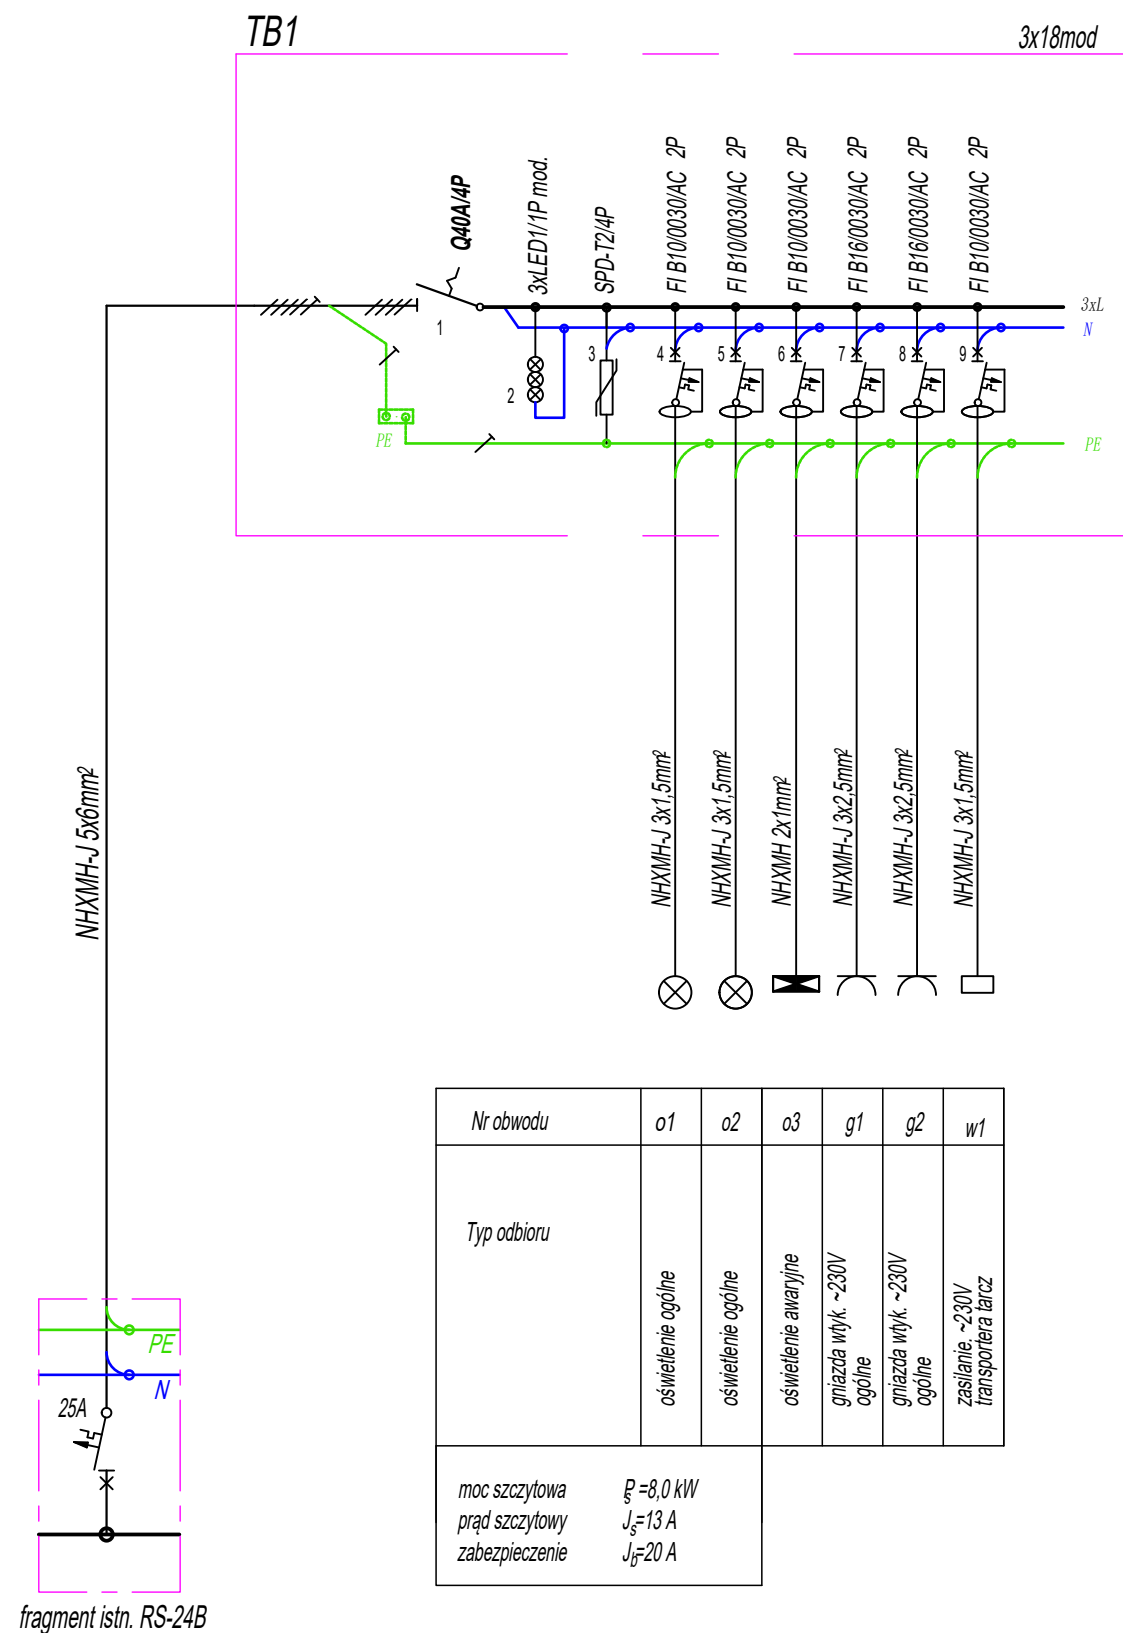 TB1
3x18mod
Q40A/4P
3xLED1/1P mod.
SPD-T2/4P
FI B10/0030/AC 2P
FI B10/0030/AC 2P
FI B10/0030/AC 2P
FI B16/0030/AC 2P
FI B16/0030/AC 2P
FI B10/0030/AC 2P
3xL
N
1
2
3
4
5
6
7
8
9
PE
PE
NHXMH-J 5x6mm²
NHXMH-J 3x1,5mm²
NHXMH-J 3x1,5mm²
NHXMH 2x1mm²
NHXMH-J 3x2,5mm²
NHXMH-J 3x2,5mm²
NHXMH-J 3x1,5mm²
Nr obwodu o1 o2 o3 g1 g2 w1
Typ odbioru
oświetlenie ogólne
oświetlenie ogólne
oświetlenie awaryjne
gniazda wtyk. ~230V
ogólne
gniazda wtyk. ~230V
ogólne
zasilanie. ~230V
transportera tarcz
moc szczytowa Ps=8,0 kW
prąd szczytowy Js=13 A
zabezpieczenie Jb=20 A
PE
N
25A
fragment istn. RS-24B